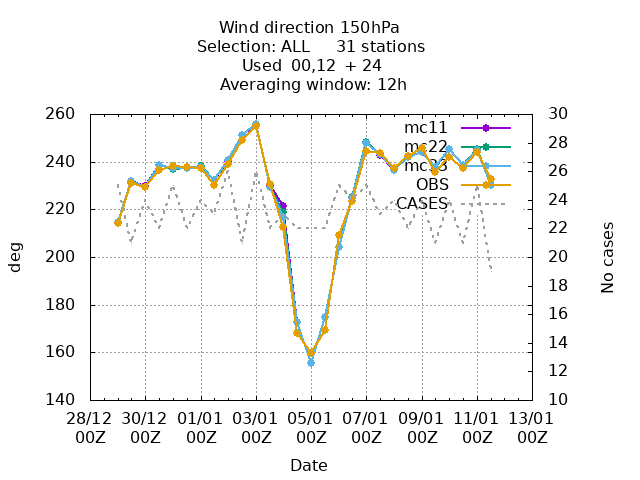 Wind direction 150hPa
Selection: ALL 31 stations
Used 00,12 + 24
Averaging window: 12h
260
240
220
200
180
160
140
deg
30
28
26
24
22
20
18
16
14
12
10
No cases
mc11
mc22
mc33
OBS
CASES
28/12 30/12 01/01 03/01 05/01 07/01 09/01 11/01 13/01
00Z 00Z 00Z 00Z 00Z 00Z 00Z 00Z 00Z
Date